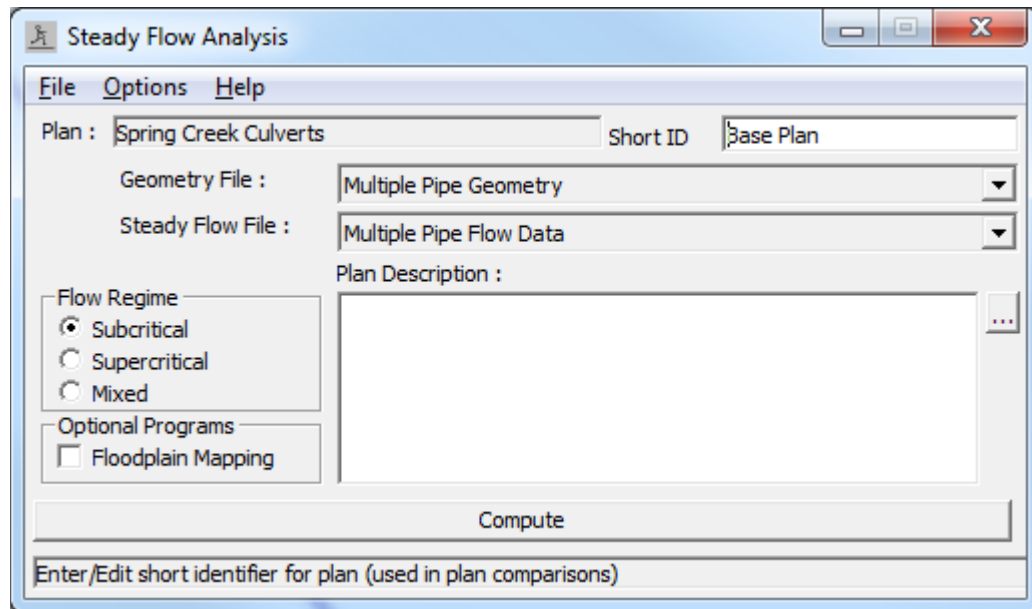 Steady Flow Analysis
File Options Help
Plan : Spring Creek Culverts Short ID Base Plan
Geometry File : Multiple Pipe Geometry
Steady Flow File : Multiple Pipe Flow Data
Plan Description :
Flow Regime
Subcritical
Supercritical
Mixed
...
Optional Programs
Floodplain Mapping
Compute
Enter/Edit short identifier for plan (used in plan comparisons)